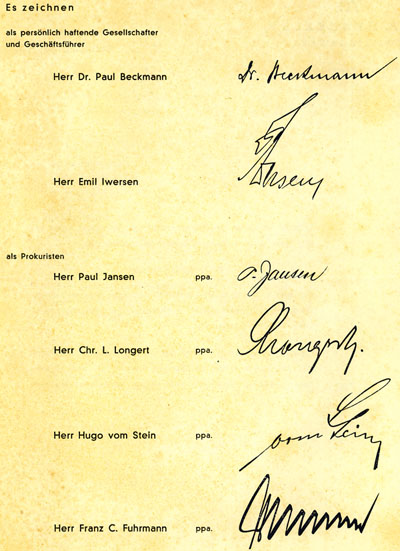 Es zeichnen
als persönlich haftende Gesellschafter
und Geschäftsführer
Herr Dr. Paul Beckmann Dr. Beckmann
Herr Emil Iwersen Iwersen
als Prokuristen
Herr Paul Jansen ppa. P. Jansen
Herr Chr. L. Longert ppa. Longert.
Herr Hugo vom Stein ppa. vom Stein
Herr Franz C. Fuhrmann ppa.